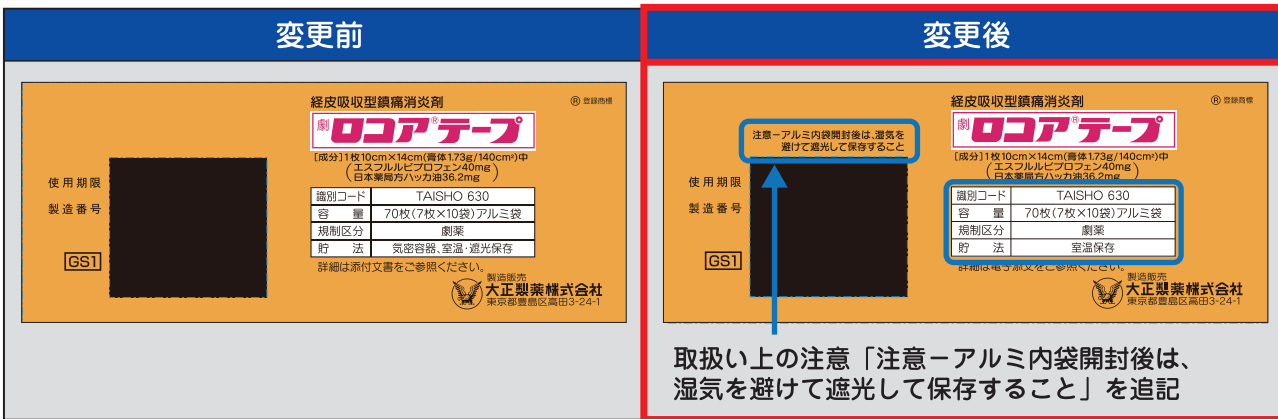 変更前
経皮吸収型鎮痛消炎剤
® 登録商標
劇 ロコア®テープ
[成分]1枚10cm×14cm(膏体1.73g/140cm²)中
(エスフルルビプロフェン40mg
日本薬局方ハッカ油36.2mg)
使用期限
製造番号
GS1
識別コード TAISHO 630
容 量 70枚(7枚×10袋)アルミ袋
規制区分 劇薬
貯 法 気密容器、室温・遮光保存
詳細は添付文書をご参照ください。
製造販売
大正製薬株式会社
東京都豊島区高田3-24-1
変更後
経皮吸収型鎮痛消炎剤
® 登録商標
注意−アルミ内袋開封後は、湿気を
避けて遮光して保存すること
劇 ロコア®テープ
[成分]1枚10cm×14cm(膏体1.73g/140cm²)中
(エスフルルビプロフェン40mg
日本薬局方ハッカ油36.2mg)
使用期限
製造番号
GS1
識別コード TAISHO 630
容 量 70枚(7枚×10袋)アルミ袋
規制区分 劇薬
貯 法 室温保存
詳細は電子添文をご参照ください。
製造販売
大正製薬株式会社
東京都豊島区高田3-24-1
取扱い上の注意「注意−アルミ内袋開封後は、
湿気を避けて遮光して保存すること」を追記